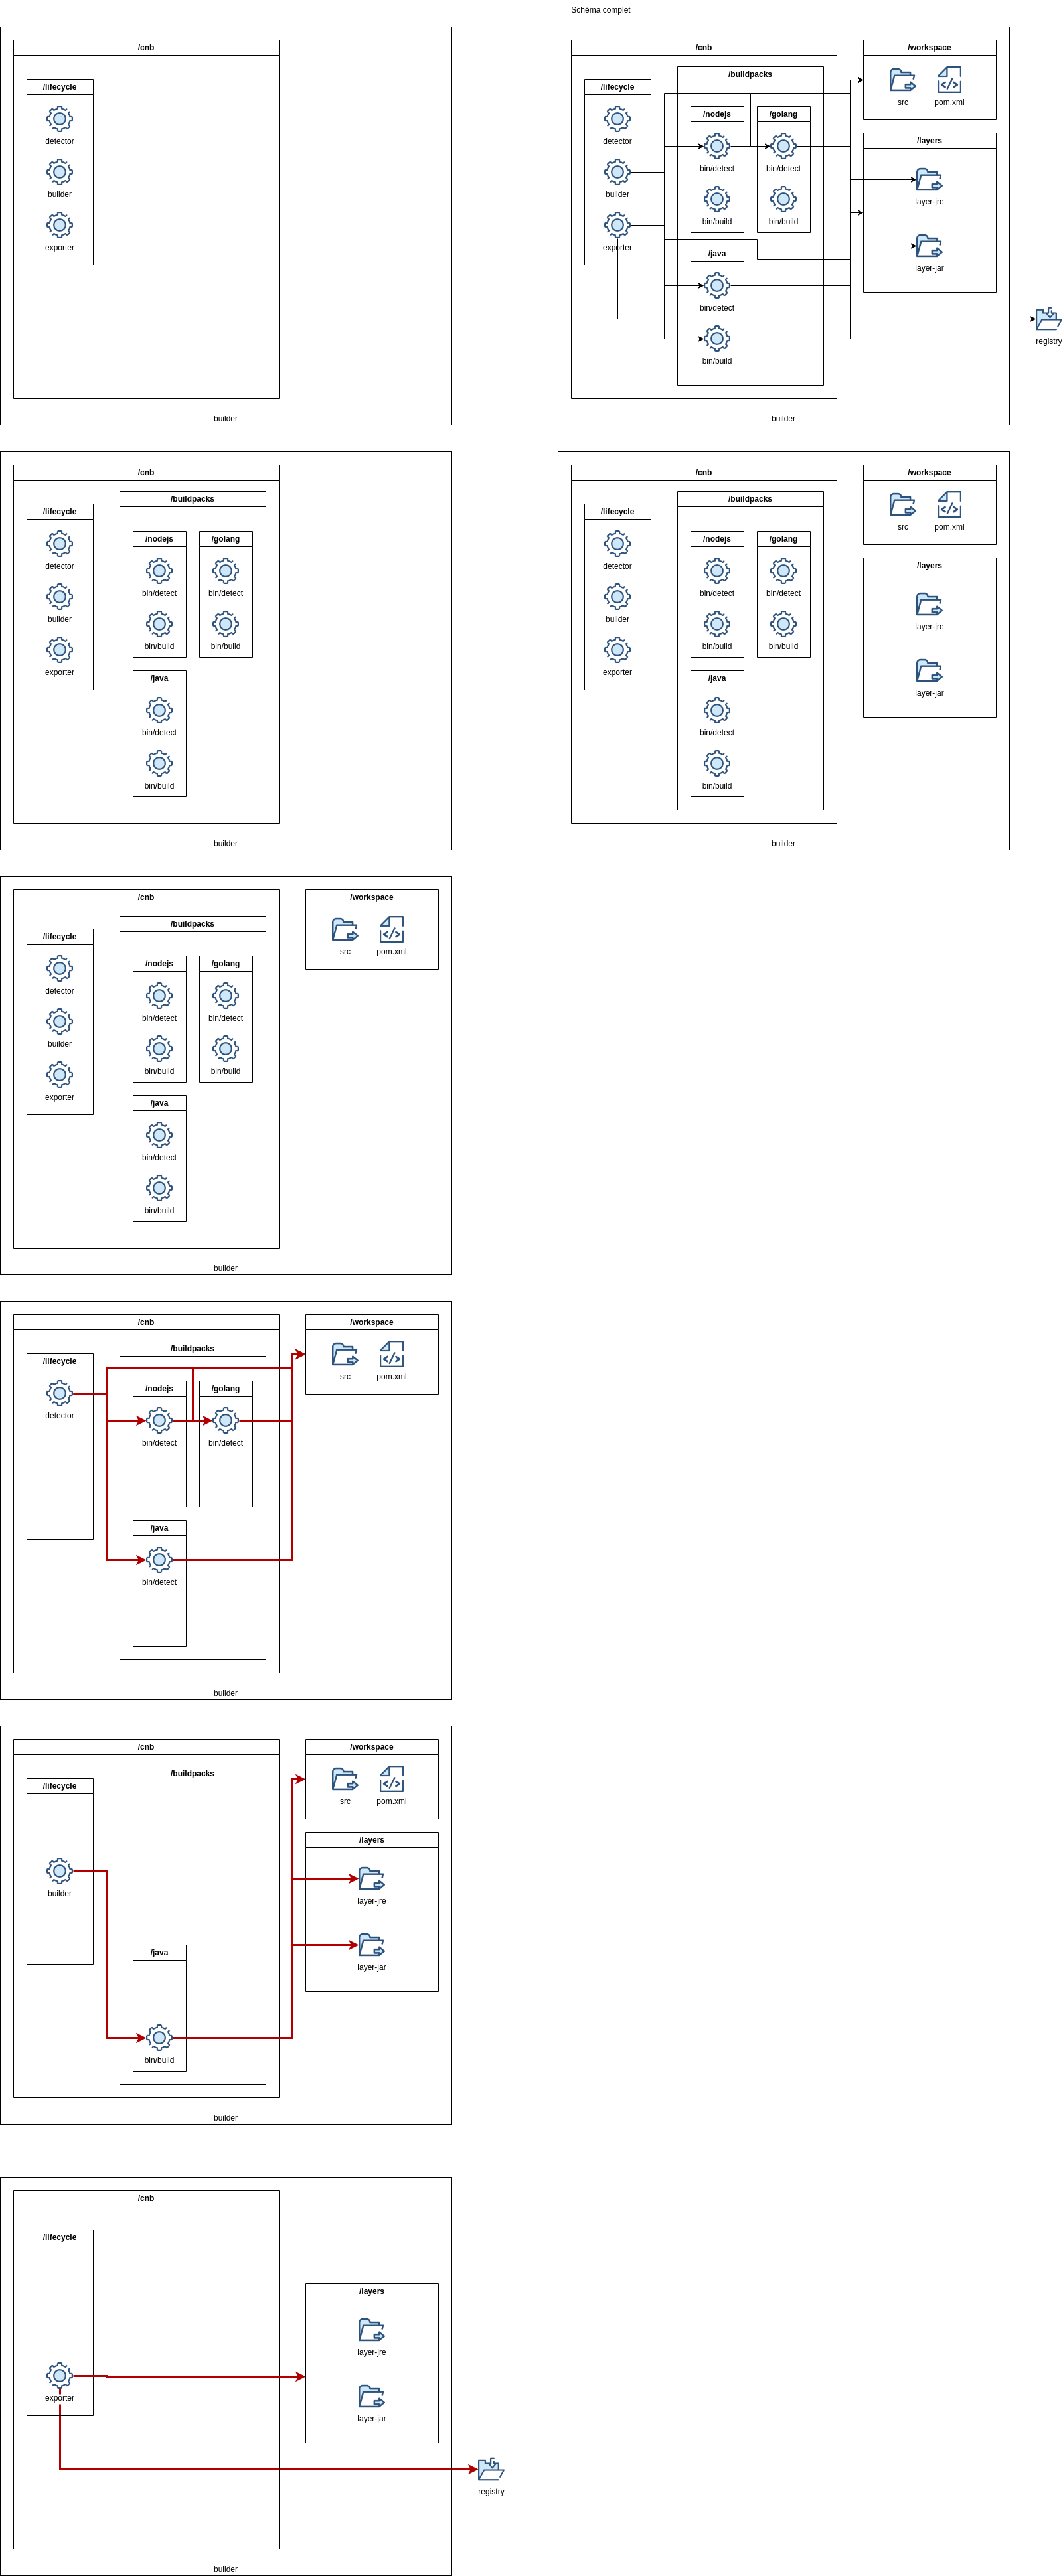 Schéma complet
/cnb
/lifecycle
detector
builder
exporter
builder
/cnb
/lifecycle
detector
builder
exporter
/buildpacks
/nodejs
bin/detect
bin/build
/golang
bin/detect
bin/build
/java
bin/detect
bin/build
/workspace
src
pom.xml
/layers
layer-jre
layer-jar
registry
builder
/cnb
/lifecycle
detector
builder
exporter
/buildpacks
/nodejs
bin/detect
bin/build
/golang
bin/detect
bin/build
/java
bin/detect
bin/build
builder
/cnb
/lifecycle
detector
builder
exporter
/buildpacks
/nodejs
bin/detect
bin/build
/golang
bin/detect
bin/build
/java
bin/detect
bin/build
/workspace
src
pom.xml
/layers
layer-jre
layer-jar
builder
/cnb
/lifecycle
detector
builder
exporter
/buildpacks
/nodejs
bin/detect
bin/build
/golang
bin/detect
bin/build
/java
bin/detect
bin/build
/workspace
src
pom.xml
builder
/cnb
/lifecycle
detector
/buildpacks
/nodejs
bin/detect
/golang
bin/detect
/java
bin/detect
/workspace
src
pom.xml
builder
/cnb
/lifecycle
builder
/buildpacks
/java
bin/build
/workspace
src
pom.xml
/layers
layer-jre
layer-jar
builder
/cnb
/lifecycle
exporter
/layers
layer-jre
layer-jar
registry
builder